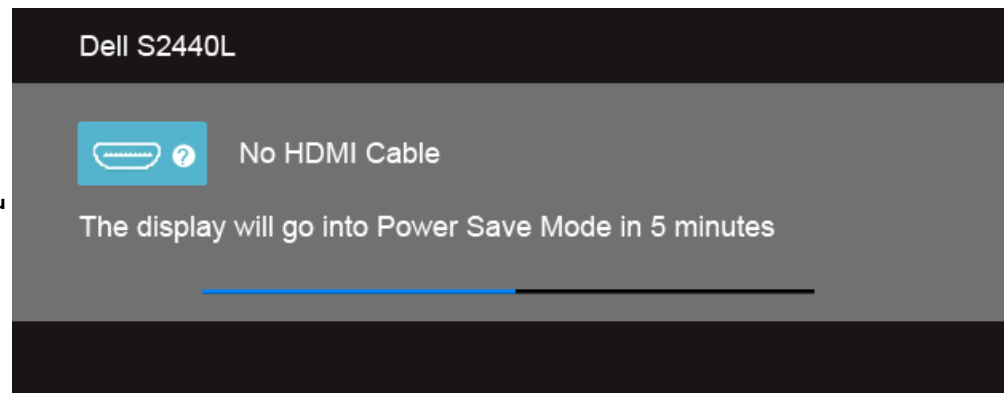 Dell S2440L
No HDMI Cable
The display will go into Power Save Mode in 5 minutes